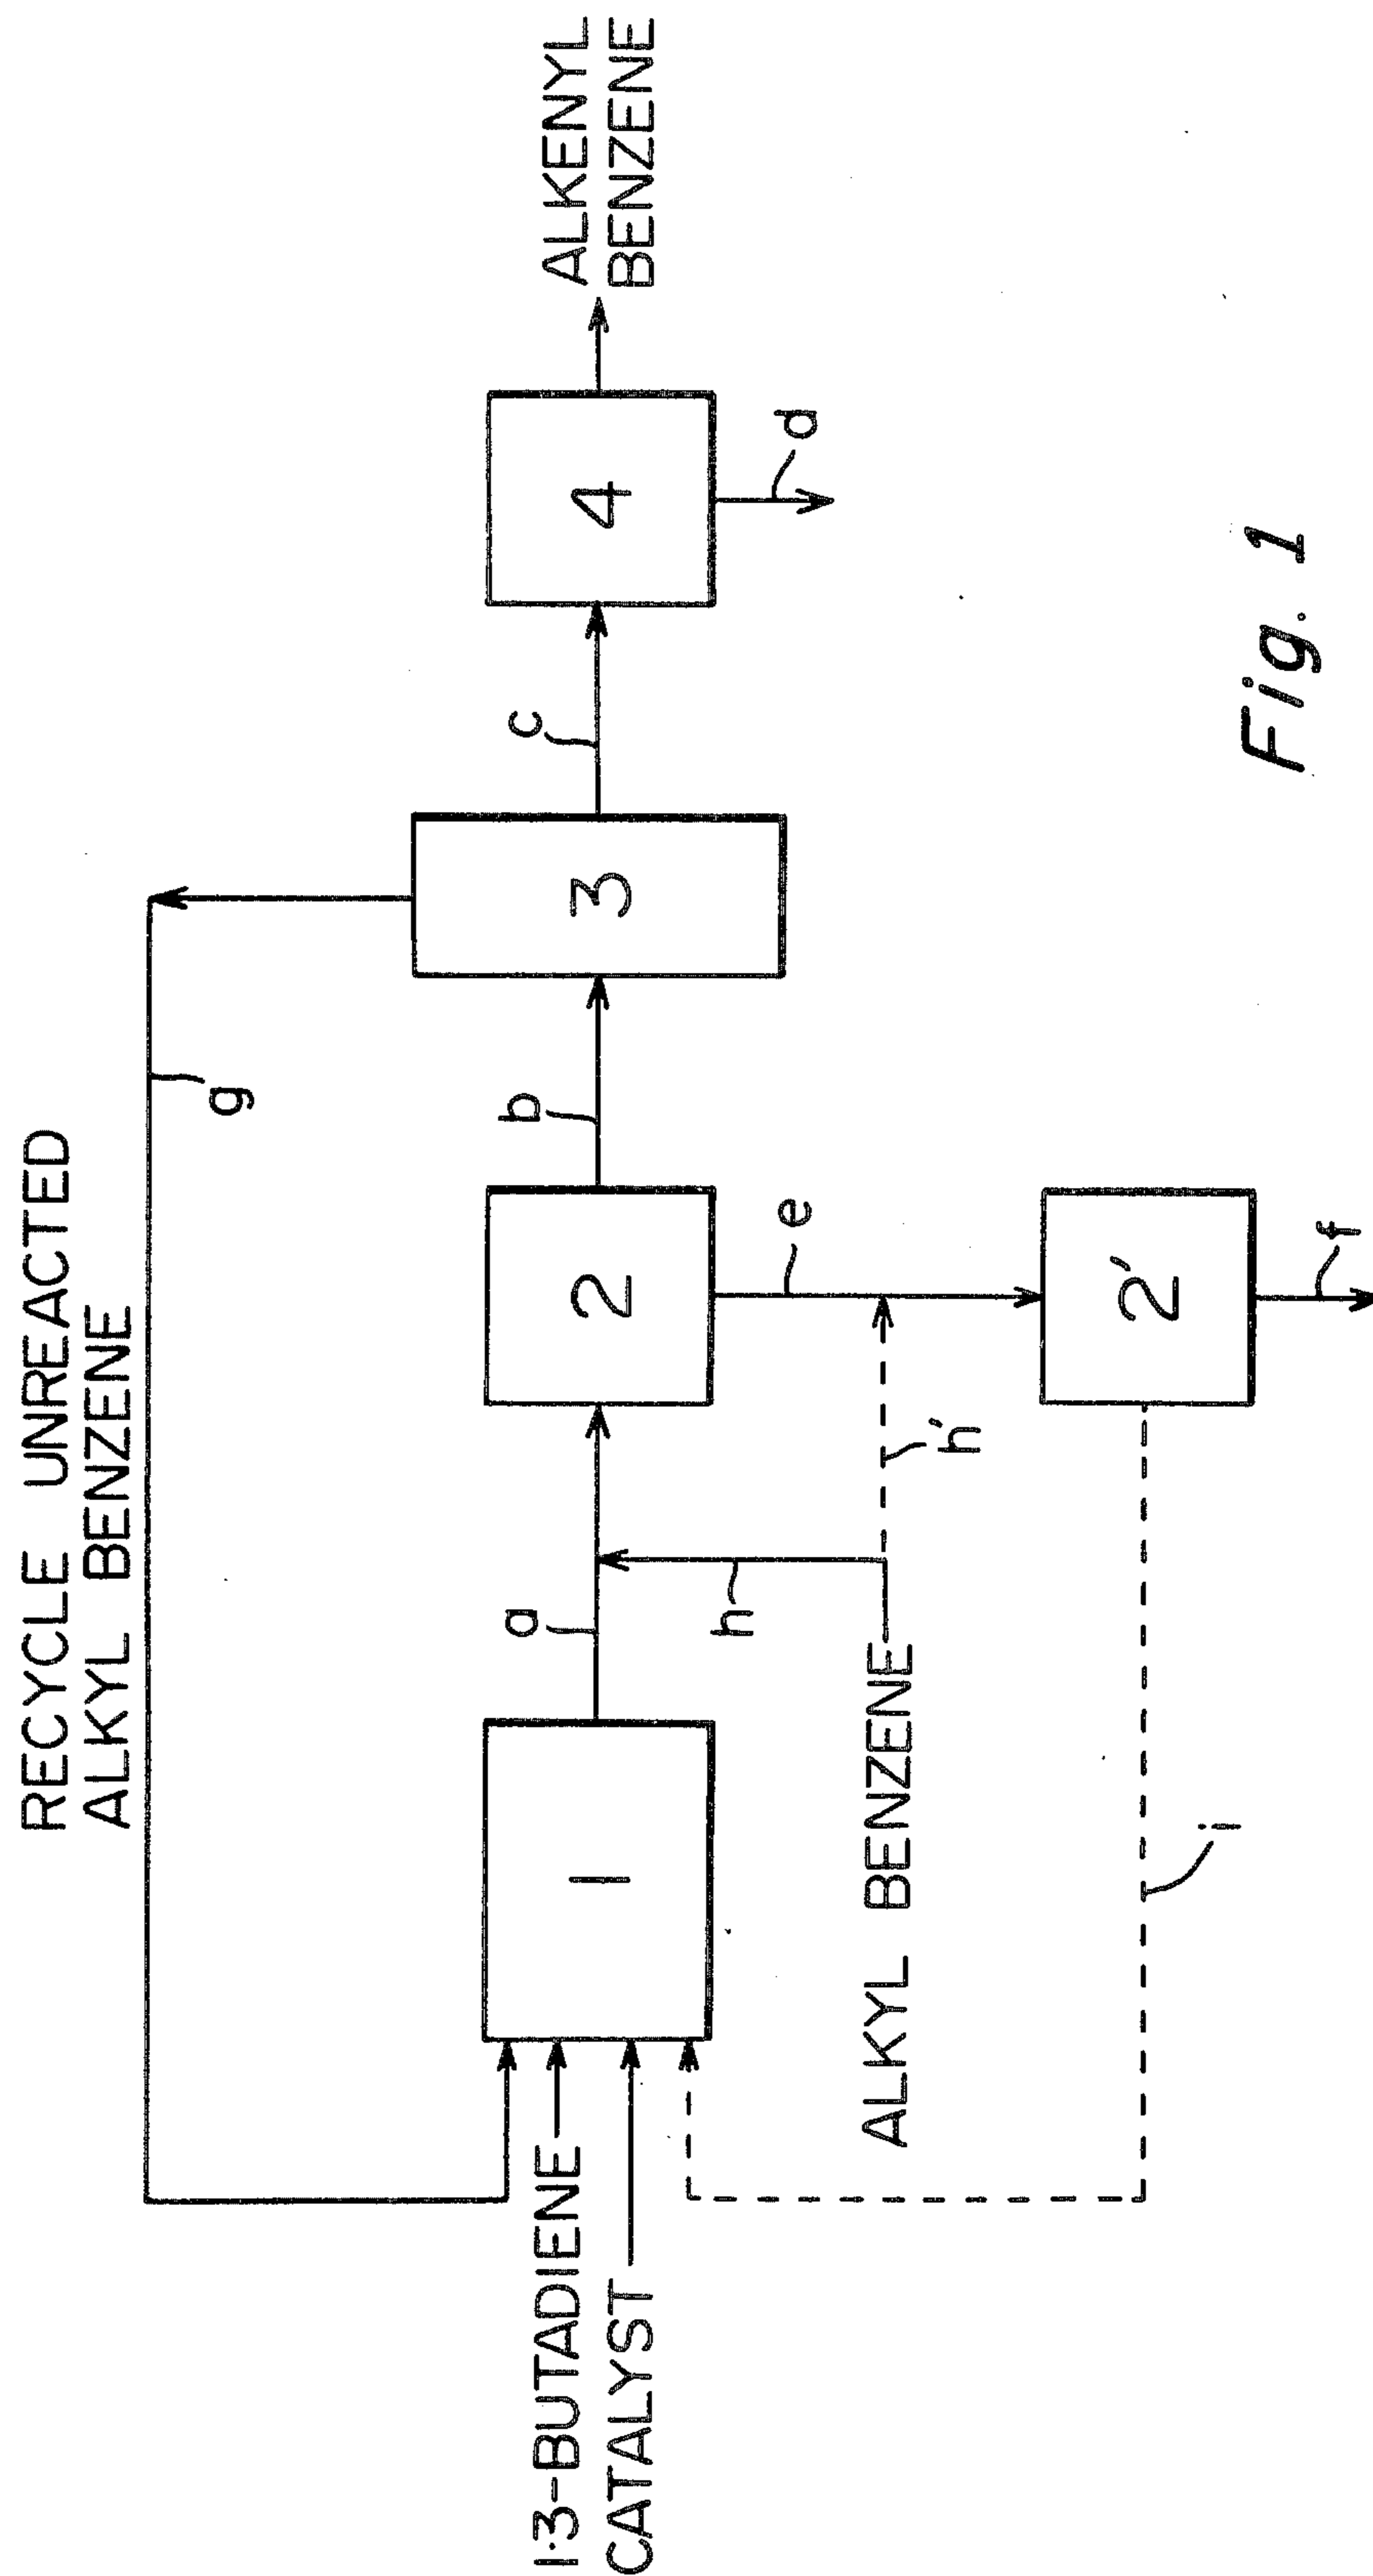 RECYCLE UNREACTED
ALKYL BENZENE
g
1:3-BUTADIENE
CATALYST
1
a
2
b
3
c
4
ALKENYL
BENZENE
d
h
e
h'
ALKYL BENZENE
2'
i
f
Fig. 1